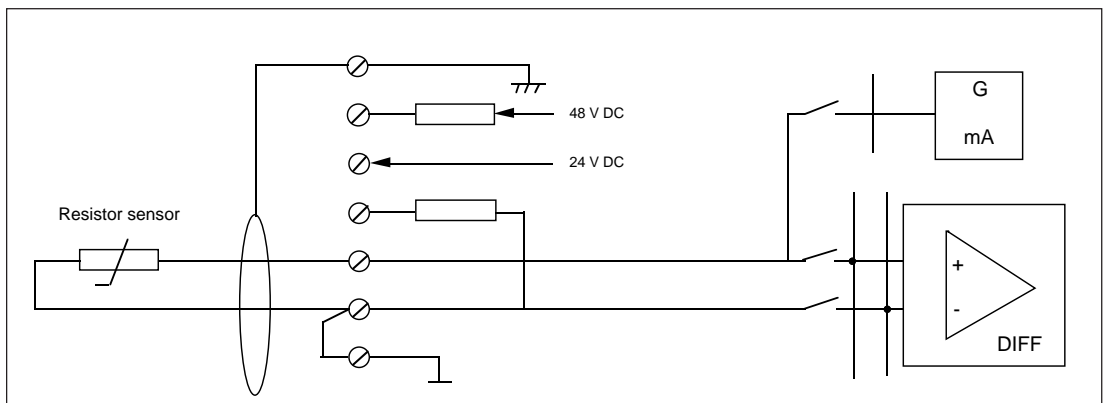 48 V DC
24 V DC
Resistor sensor
G
mA
+
-
DIFF